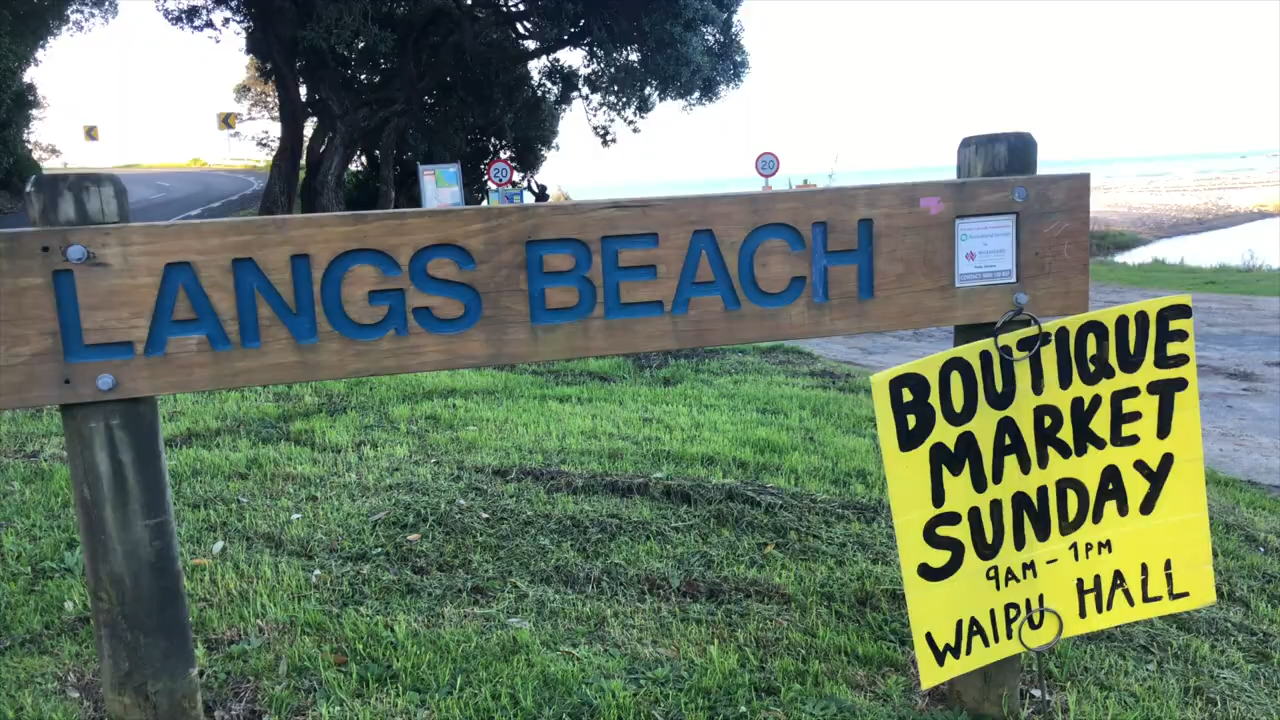 LANGS BEACH
20
20
BOUTIQUE
MARKET
SUNDAY
9AM - 1PM
WAIPU HALL